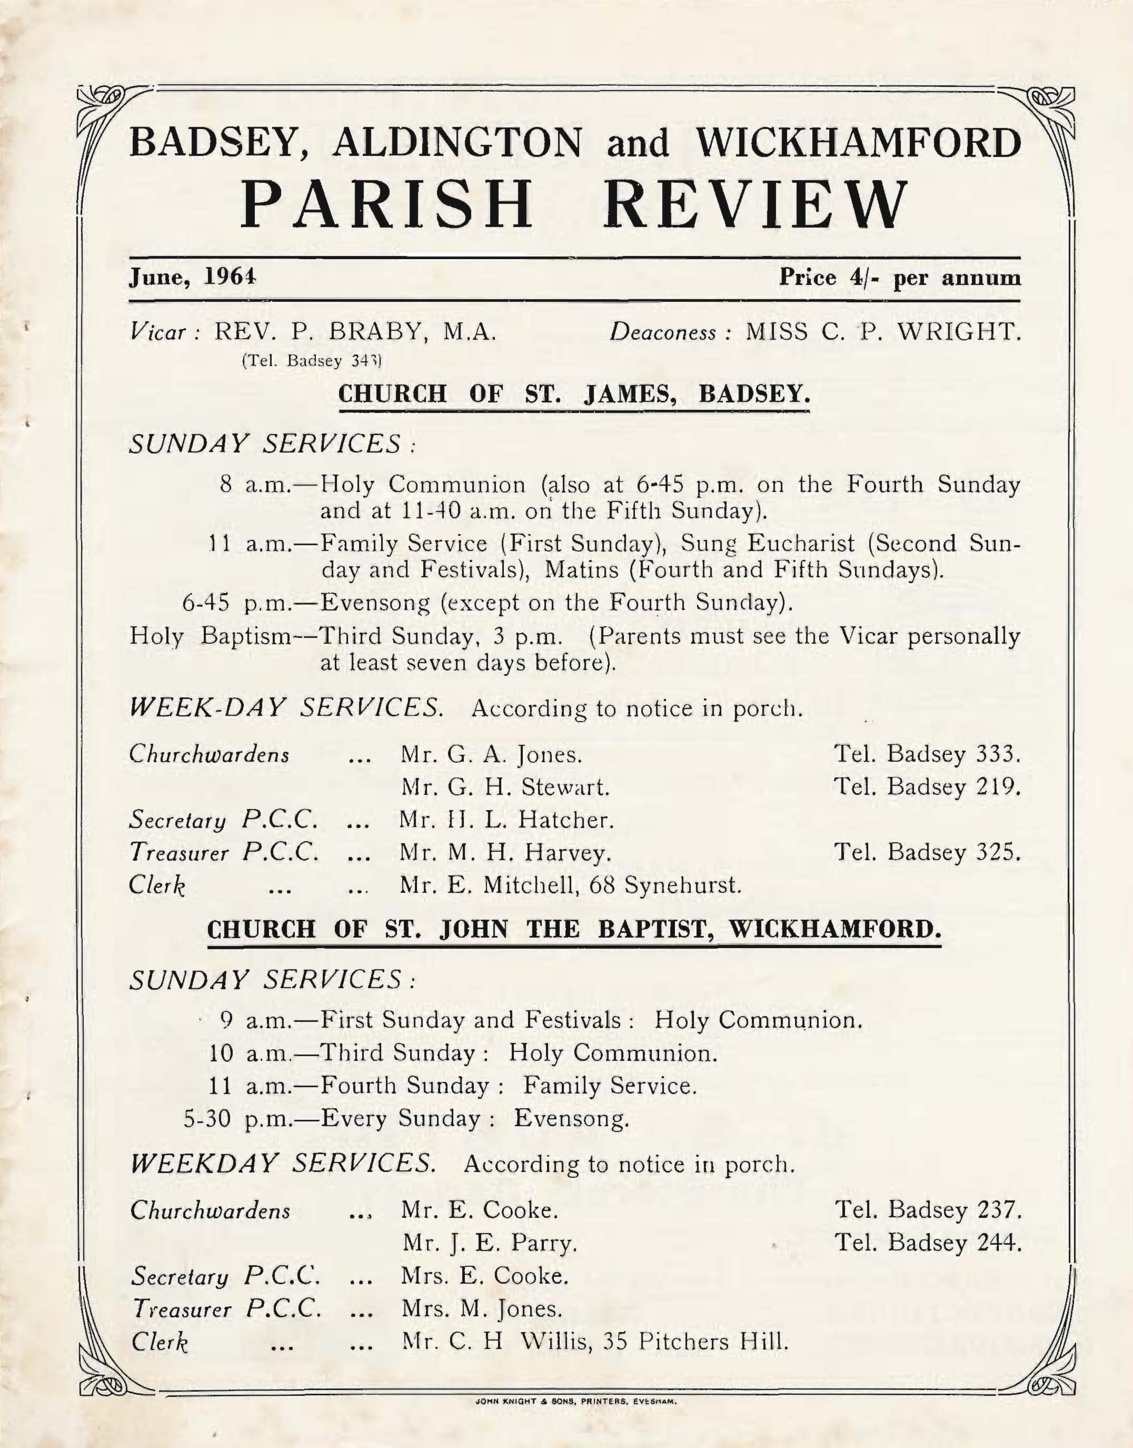 BADSEY, ALDINGTON and WICKHAMFORD
PARISH REVIEW
June, 1964 Price 4/- per annum
Vicar : REV. P. BRABY, M.A. Deaconess : MISS C. P. WRIGHT.
(Tel. Badsey 343)
CHURCH OF ST. JAMES, BADSEY.
SUNDAY SERVICES :
8 a.m.—Holy Communion (also at 6-45 p.m. on the Fourth Sunday
and at 11-40 a.m. on the Fifth Sunday).
11 a.m.—Family Service (First Sunday), Sung Eucharist (Second Sun-
day and Festivals), Matins (Fourth and Fifth Sundays).
6-45 p.m.—Evensong (except on the Fourth Sunday).
Holy Baptism—Third Sunday, 3 p.m. (Parents must see the Vicar personally
at least seven days before).
WEEK-DAY SERVICES. According to notice in porch.
Churchwardens ... Mr. G. A. Jones. Tel. Badsey 333.
Mr. G. H. Stewart. Tel. Badsey 219.
Secretary P.C.C. ... Mr. H. L. Hatcher.
Treasurer P.C.C. ... Mr. M. H. Harvey. Tel. Badsey 325.
Clerk ... ... Mr. E. Mitchell, 68 Synehurst.
CHURCH OF ST. JOHN THE BAPTIST, WICKHAMFORD.
SUNDAY SERVICES :
9 a.m.—First Sunday and Festivals : Holy Communion.
10 a.m.—Third Sunday : Holy Communion.
11 a.m.—Fourth Sunday : Family Service.
5-30 p.m.—Every Sunday : Evensong.
WEEKDAY SERVICES. According to notice in porch.
Churchwardens ... Mr. E. Cooke. Tel. Badsey 237.
Mr. J. E. Parry. Tel. Badsey 244.
Secretary P.C.C. ... Mrs. E. Cooke.
Treasurer P.C.C. ... Mrs. M. Jones.
Clerk ... ... Mr. C. H Willis, 35 Pitchers Hill.
JOHN KNIGHT & SONS, PRINTERS, EVESHAM.